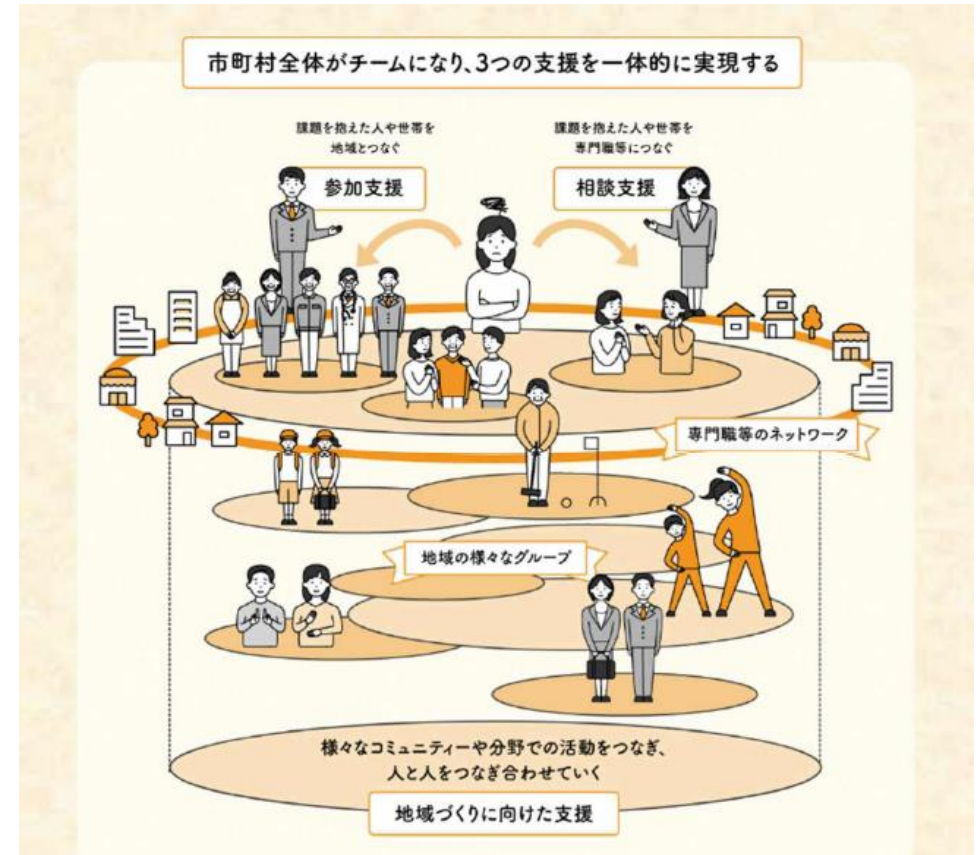 市町村全体がチームになり、3つの支援を一体的に実現する
課題を抱えた人や世帯を
地域とつなぐ
参加支援
課題を抱えた人や世帯を
専門職等につなぐ
相談支援
専門職等のネットワーク
地域の様々なグループ
様々なコミュニティーや分野での活動をつなぎ、
人と人をつなぎ合わせていく
地域づくりに向けた支援